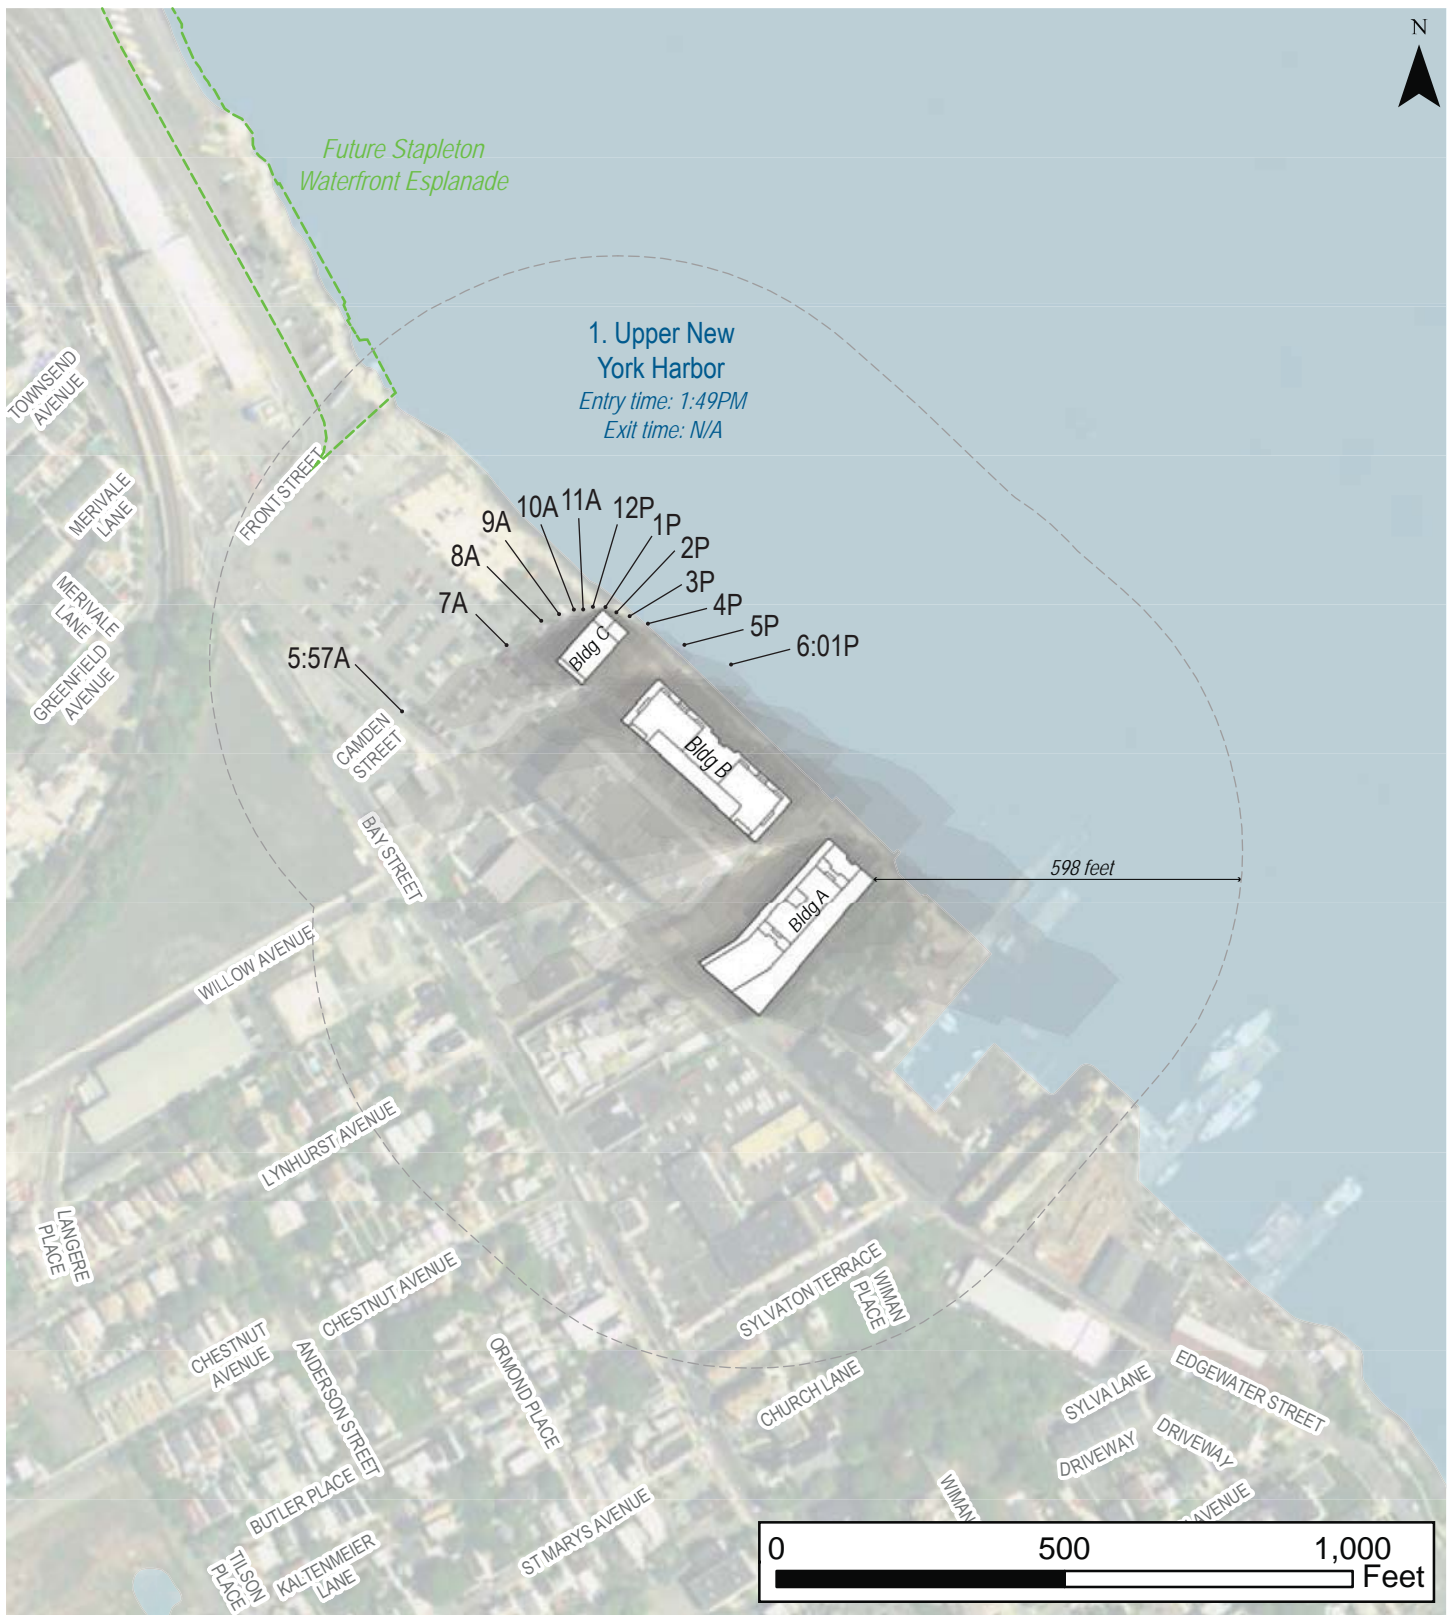 N
Future Stapleton
Waterfront Esplanade
1. Upper New
York Harbor
Entry time: 1:49PM
Exit time: N/A
TOWNSEND
AVENUE
MERIVALE
LANE
FRONT STREET
MERIVALE
LANE
GREENFIELD
AVENUE
5:57A
7A
8A
9A
10A
11A
12P
1P
2P
3P
4P
5P
6:01P
Bldg C
Bldg B
Bldg A
598 feet
CAMDEN
STREET
BAY STREET
WILLOW AVENUE
LYNHURST AVENUE
LANGERE
PLACE
CHESTNUT AVENUE
CHESTNUT
AVENUE
ANDERSON STREET
ORMOND PLACE
SYLVATON TERRACE
WIMAN
PLACE
CHURCH LANE
SYLVA LANE
EDGEWATER STREET
DRIVEWAY
DRIVEWAY
BUTLER PLACE
TILSON
PLACE
KALTENMEIER
LANE
ST MARYS AVENUE
WIMAN
AVENUE
0
500
1,000
Feet